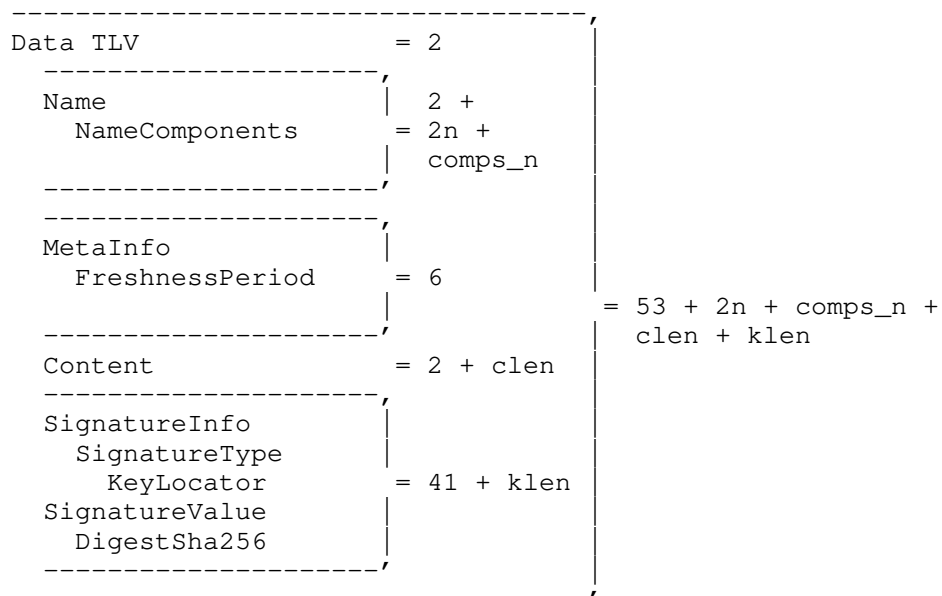 ------------------------------------,
Data TLV                = 2            |
  ---------------------,               |
  Name                 |  2 +          |
    NameComponents     = 2n +          |
                       |  comps_n      |
  ---------------------'               |
  ---------------------,               |
  MetaInfo             |               |
    FreshnessPeriod    = 6             |
                       |               = 53 + 2n + comps_n +
  ---------------------'               |  clen + klen
  Content              = 2 + clen      |
  ---------------------,               |
  SignatureInfo        |               |
    SignatureType      |               |
      KeyLocator       = 41 + klen     |
  SignatureValue       |               |
    DigestSha256       |               |
  ---------------------'               |
                                       ,